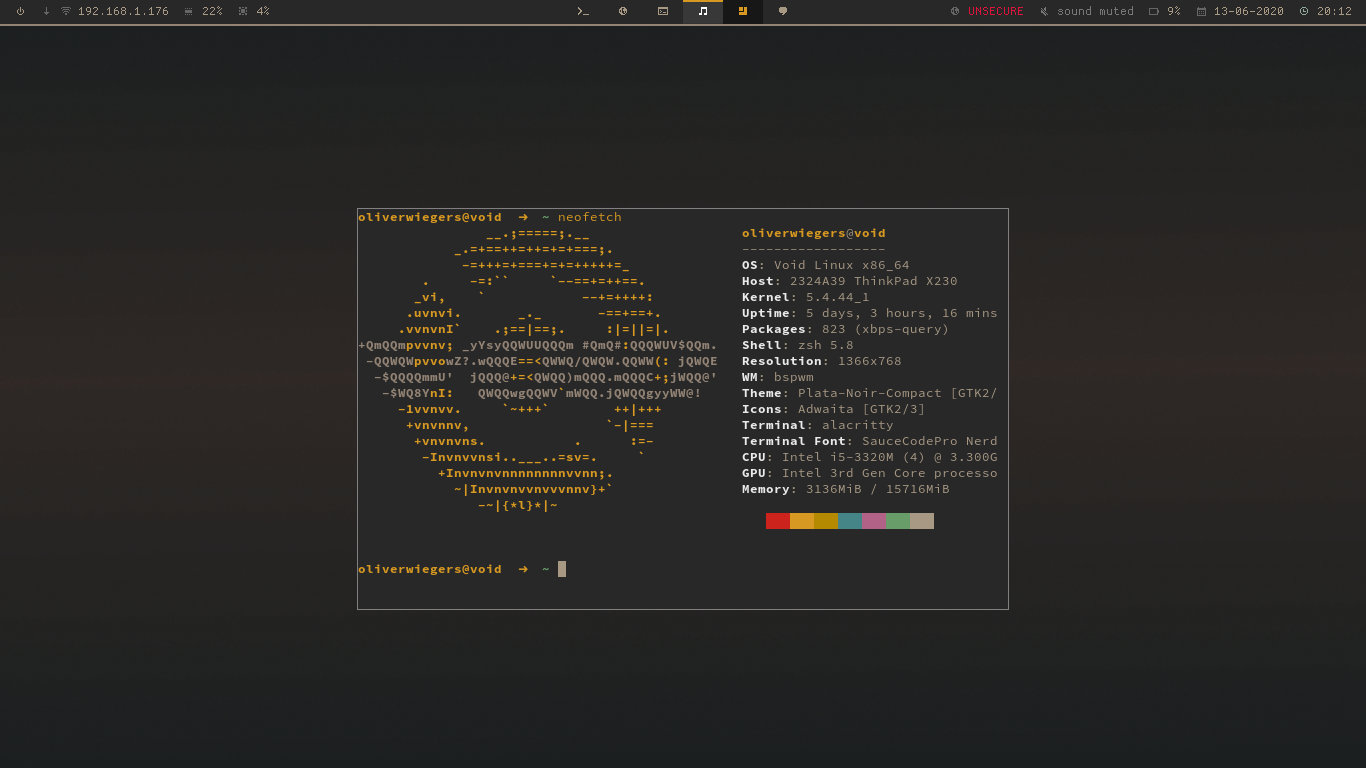 192.168.1.176 22% 4% >_ UNSECURE sound muted 9% 13-06-2020 20:12
oliverwiegers@void ➜ ~ neofetch
__.;=====;.__
_.=+==++=++=+=+===;.
-=+++=+===+=+=+++++=_
. -=:`` `--==+=++==.
_vi, ` --+=++++:
.uvnvi. _._ -==+==+.
.vvnvnI` .;==|==;. :|=||=|.
+QmQQmpvvnv; _yYsyQQWUUQQQm #QmQ#:QQQWUV$QQm.
-QQWQWpvvowZ?.wQQQE==<QWWQ/QWQW.QQWW(: jQWQE
-$QQQQmmU' jQQQ@+=<QWQQ)mQQQ.mQQQC+;jWQQ@'
-$WQ8YnI: QWQQwgQQWV`mWQQ.jQWQQgyyWW@!
-1vvnvv. `~+++` ++|+++
+vnvnnv, `-|===
+vnvnvns. . :=-
-Invnvvnsi..___..=sv=. `
+Invnvnvnnnnnnnnvvnn;.
~|Invnvnvvnvvvnnv}+`
-~|{*l}*|~
oliverwiegers@void
-----------------
OS: Void Linux x86_64
Host: 2324A39 ThinkPad X230
Kernel: 5.4.44_1
Uptime: 5 days, 3 hours, 16 mins
Packages: 823 (xbps-query)
Shell: zsh 5.8
Resolution: 1366x768
WM: bspwm
Theme: Plata-Noir-Compact [GTK2/
Icons: Adwaita [GTK2/3]
Terminal: alacritty
Terminal Font: SauceCodePro Nerd
CPU: Intel i5-3320M (4) @ 3.300G
GPU: Intel 3rd Gen Core processo
Memory: 3136MiB / 15716MiB
oliverwiegers@void ➜ ~